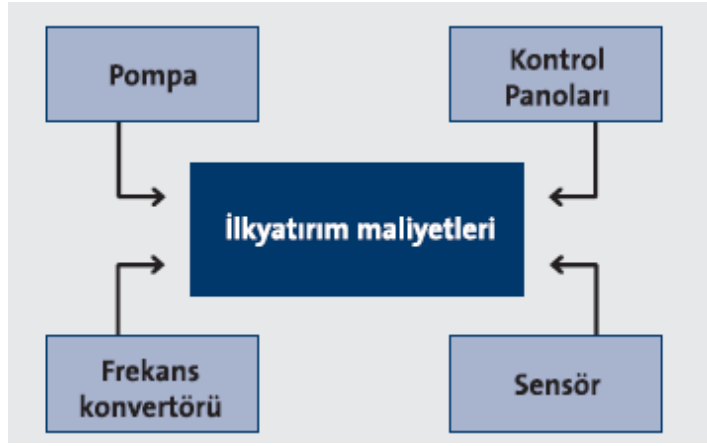 Pompa
Kontrol
Panoları
İlkyatırım maliyetleri
Frekans
konvertörü
Sensör